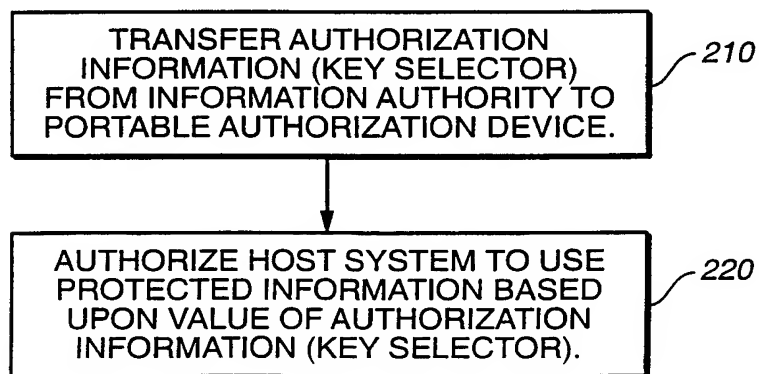 TRANSFER AUTHORIZATION
INFORMATION (KEY SELECTOR)
FROM INFORMATION AUTHORITY TO
PORTABLE AUTHORIZATION DEVICE.
210
AUTHORIZE HOST SYSTEM TO USE
PROTECTED INFORMATION BASED
UPON VALUE OF AUTHORIZATION
INFORMATION (KEY SELECTOR).
220